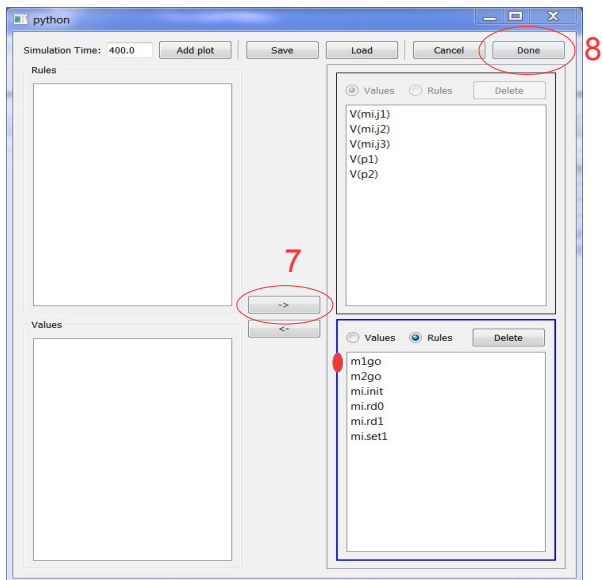 python
Simulation Time: 400.0 Add plot Save Load Cancel Done 8
Rules
Values Rules Delete
V(mi.j1)
V(mi.j2)
V(mi.j3)
V(p1)
V(p2)
7
->
<-
Values
Values Rules Delete
m1go
m2go
mi.init
mi.rd0
mi.rd1
mi.set1